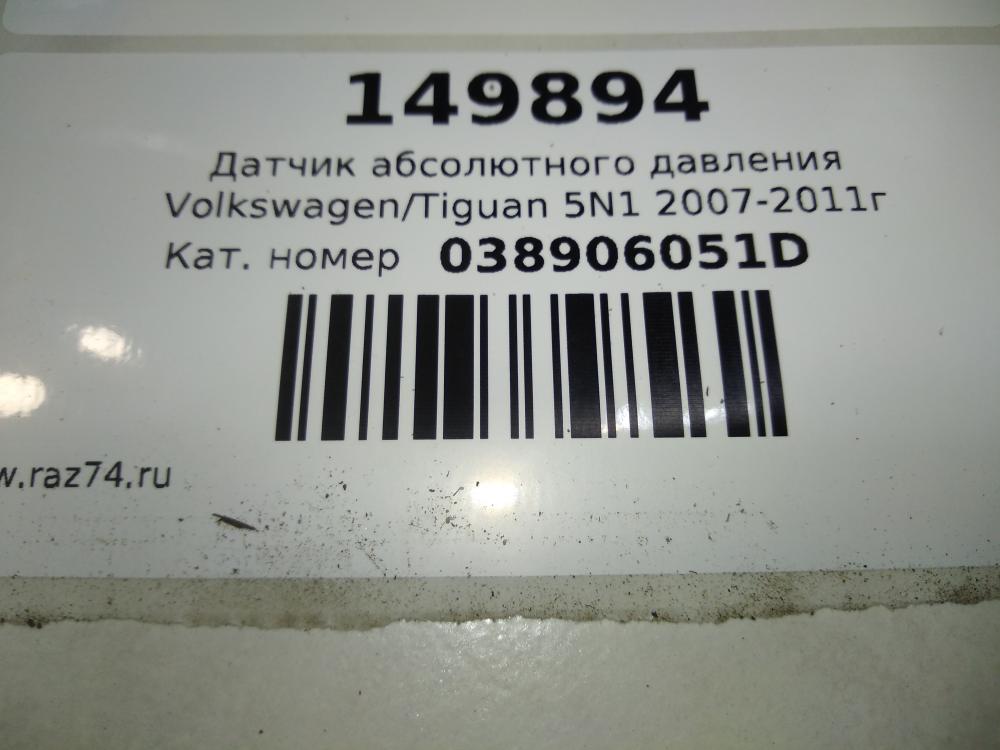 149894
Датчик абсолютного давления
Volkswagen/Tiguan 5N1 2007-2011г
Кат. номер 038906051D
w.raz74.ru